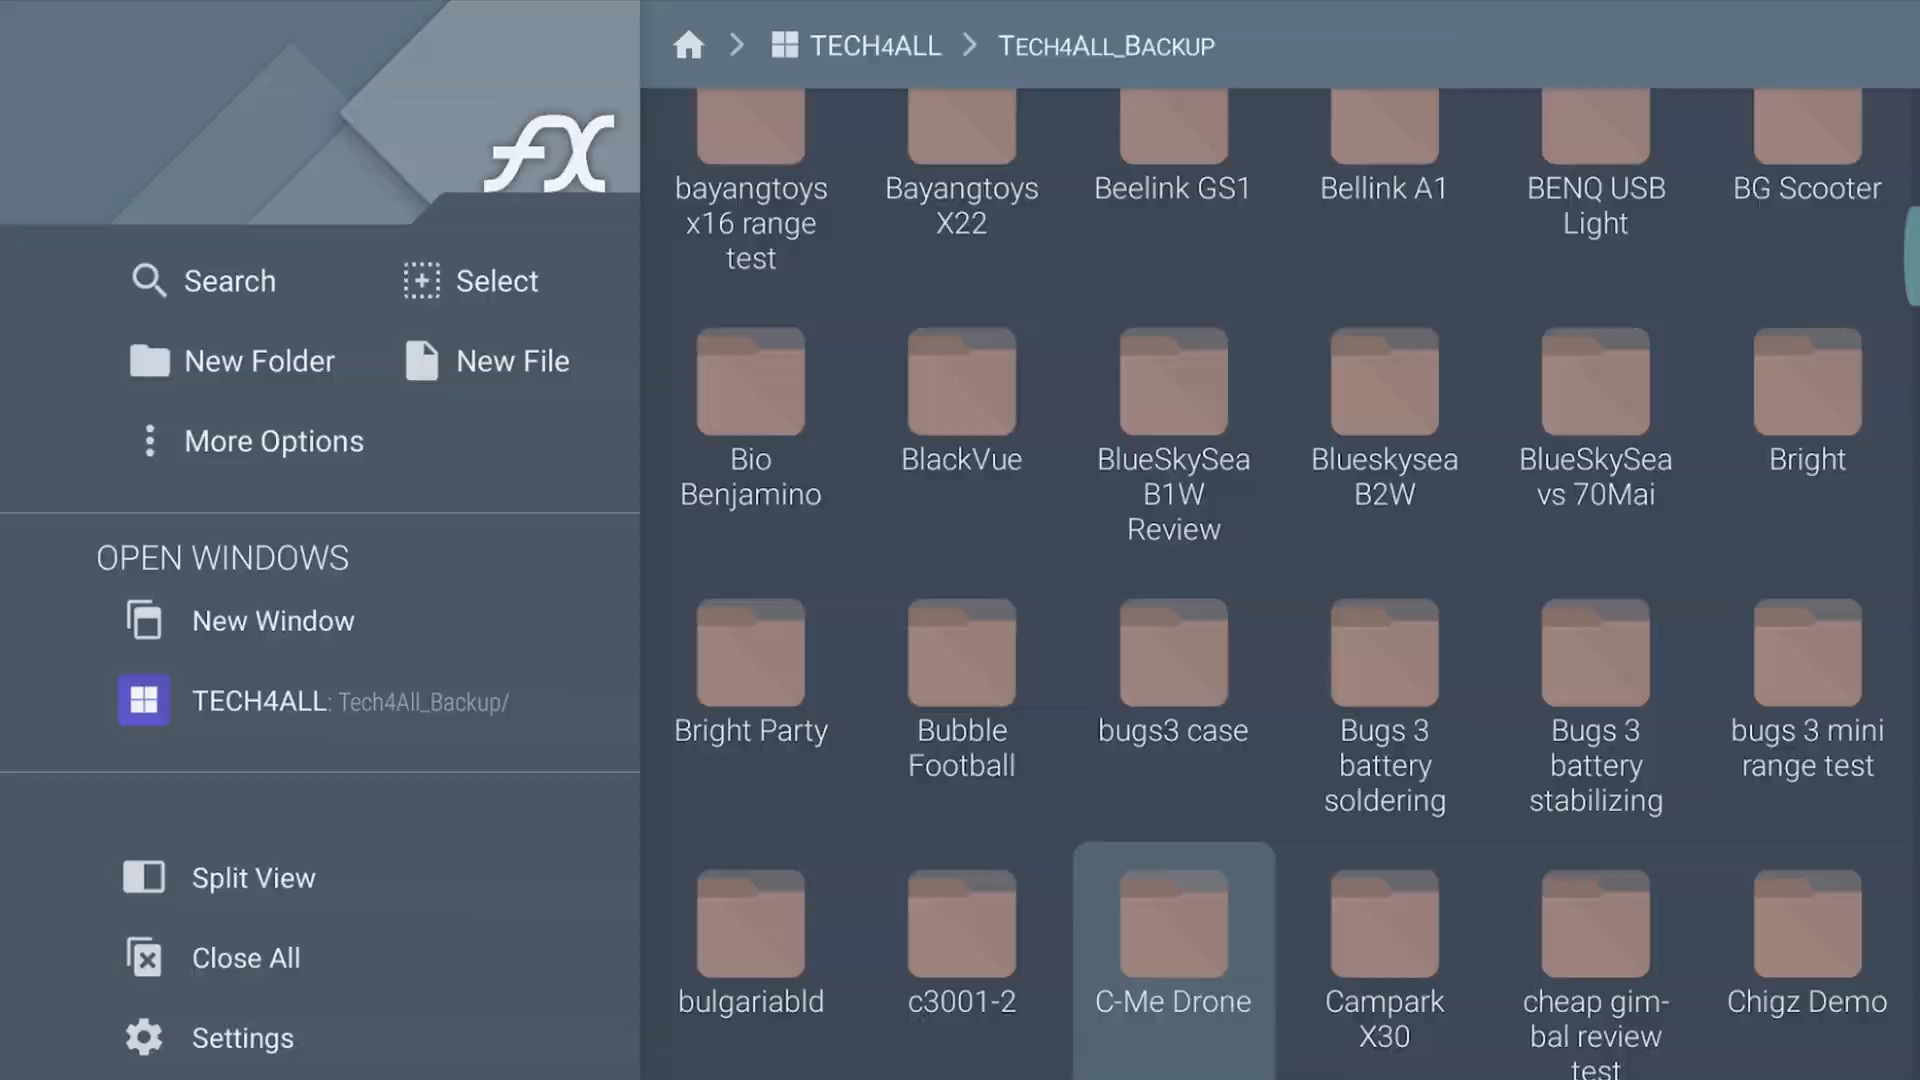 TECH4ALL
TECH4ALL_BACKUP
fX
Search
Select
New Folder
New File
More Options
OPEN WINDOWS
New Window
TECH4ALL: Tech4All_Backup/
Split View
Close All
Settings
bayangtoys
x16 range
test
Bayangtoys
X22
Beelink GS1
Bellink A1
BENQ USB
Light
BG Scooter
Bio
Benjamino
BlackVue
BlueSkySea
B1W
Review
Blueskysea
B2W
BlueSkySea
vs 70Mai
Bright
Bright Party
Bubble
Football
bugs3 case
Bugs 3
battery
soldering
Bugs 3
battery
stabilizing
bugs 3 mini
range test
bulgariabld
c3001-2
C-Me Drone
Campark
X30
cheap gim-
bal review
test
Chigz Demo